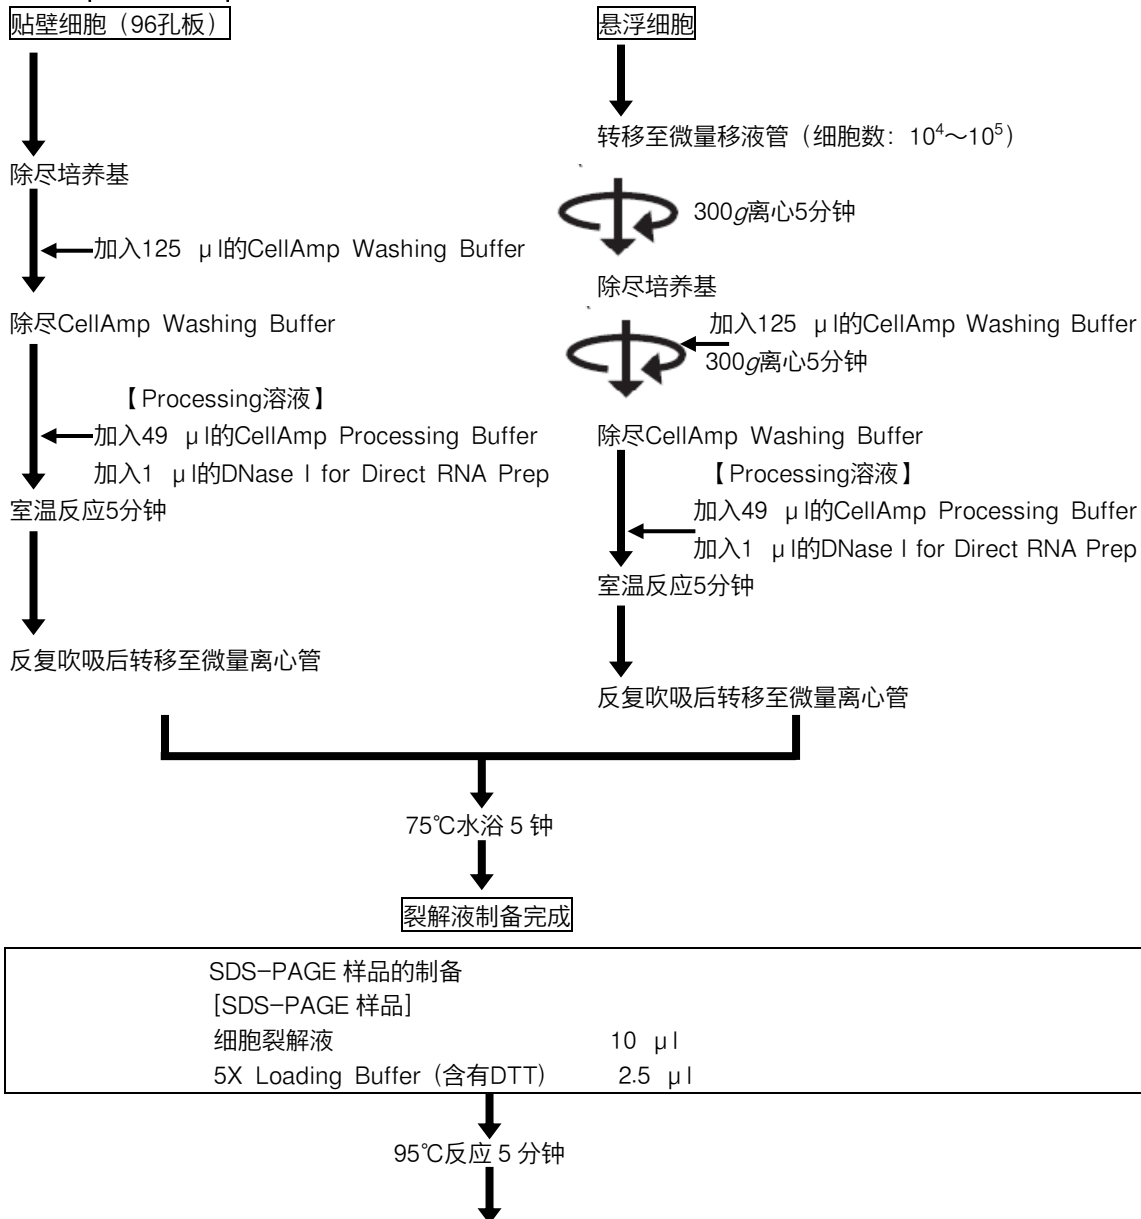 贴壁细胞（96孔板）
除尽培养基
加入125 μl的CellAmp Washing Buffer
除尽CellAmp Washing Buffer
【Processing溶液】
加入49 μl的CellAmp Processing Buffer
加入1 μl的DNase I for Direct RNA Prep
室温反应5分钟
反复吹吸后转移至微量离心管
悬浮细胞
转移至微量移液管（细胞数：10⁴～10⁵）
300g离心5分钟
除尽培养基
加入125 μl的CellAmp Washing Buffer
300g离心5分钟
除尽CellAmp Washing Buffer
【Processing溶液】
加入49 μl的CellAmp Processing Buffer
加入1 μl的DNase I for Direct RNA Prep
室温反应5分钟
反复吹吸后转移至微量离心管
75℃水浴 5 钟
裂解液制备完成
SDS-PAGE 样品的制备
[SDS-PAGE 样品]
细胞裂解液 10 μl
5X Loading Buffer (含有DTT) 2.5 μl
95℃反应 5 分钟